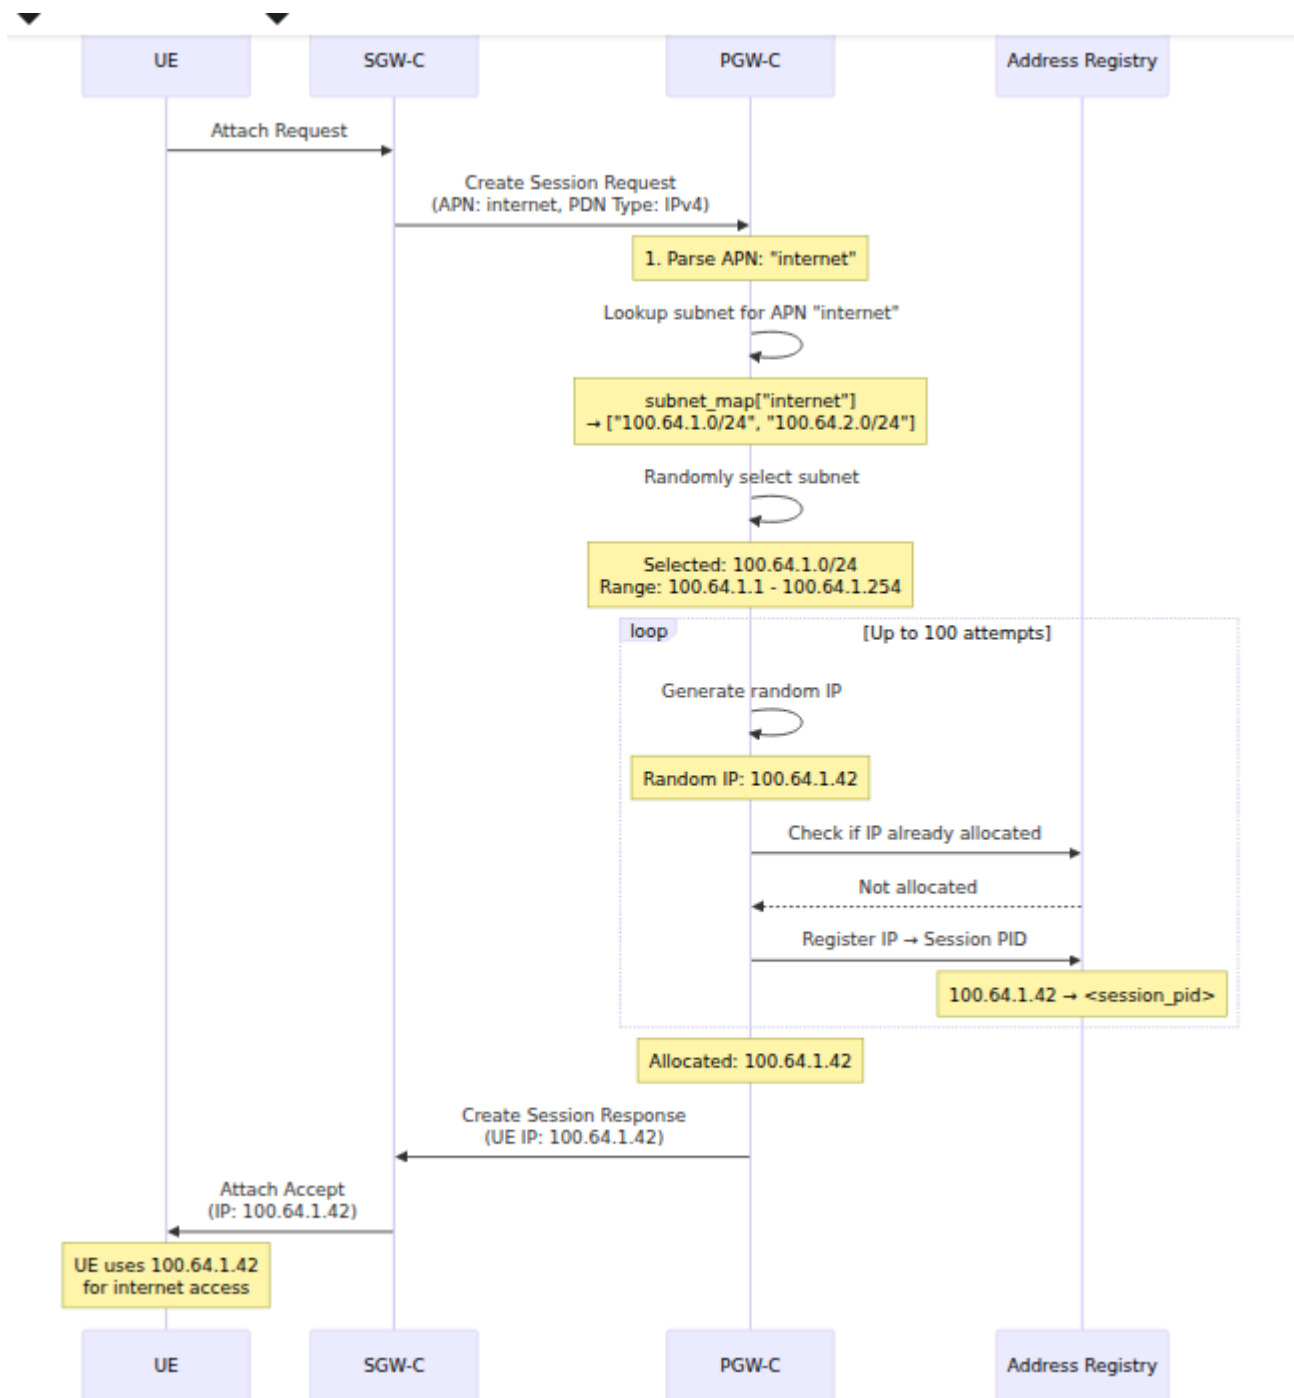 UE
SGW-C
PGW-C
Address Registry
Attach Request
Create Session Request
(APN: internet, PDN Type: IPv4)
1. Parse APN: "internet"
Lookup subnet for APN "internet"
subnet_map["internet"]
→ ["100.64.1.0/24", "100.64.2.0/24"]
Randomly select subnet
Selected: 100.64.1.0/24
Range: 100.64.1.1 - 100.64.1.254
loop
[Up to 100 attempts]
Generate random IP
Random IP: 100.64.1.42
Check if IP already allocated
Not allocated
Register IP → Session PID
100.64.1.42 → <session_pid>
Allocated: 100.64.1.42
Create Session Response
(UE IP: 100.64.1.42)
Attach Accept
(IP: 100.64.1.42)
UE uses 100.64.1.42
for internet access
UE
SGW-C
PGW-C
Address Registry